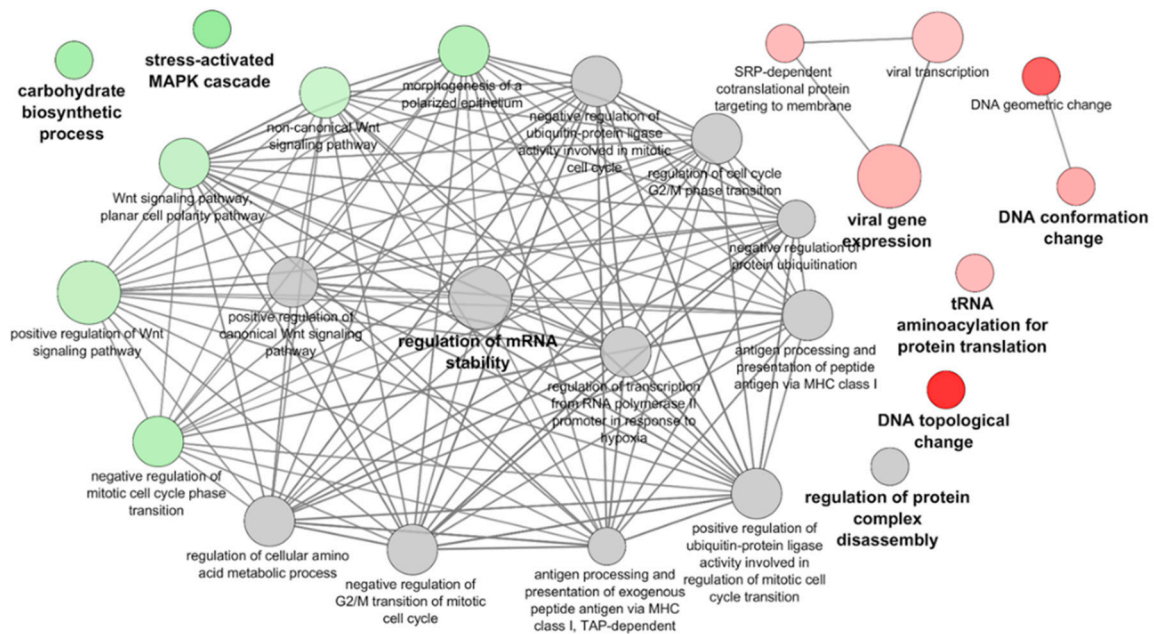 carbohydrate
biosynthetic
process
stress-activated
MAPK cascade
morphogenesis of a
polarized epithelium
non-canonical Wnt
signaling pathway
negative regulation of
ubiquitin-protein ligase
activity involved in mitotic
cell cycle
regulation of cell cycle
G2/M phase transition
Wnt signaling pathway,
planar cell polarity pathway
negative regulation of
protein ubiquitination
positive regulation of Wnt
signaling pathway
positive regulation of
canonical Wnt signaling
pathway
regulation of mRNA
stability
regulation of transcription
from RNA polymerase II
promoter in response to
hypoxia
antigen processing and
presentation of peptide
antigen via MHC class I
negative regulation of
mitotic cell cycle phase
transition
regulation of cellular amino
acid metabolic process
negative regulation of
G2/M transition of mitotic
cell cycle
antigen processing and
presentation of exogenous
peptide antigen via MHC
class I, TAP-dependent
positive regulation of
ubiquitin-protein ligase
activity involved in
regulation of mitotic cell
cycle transition
SRP-dependent
cotranslational protein
targeting to membrane
viral transcription
viral gene
expression
DNA geometric change
DNA conformation
change
tRNA
aminoacylation for
protein translation
DNA topological
change
regulation of protein
complex
disassembly